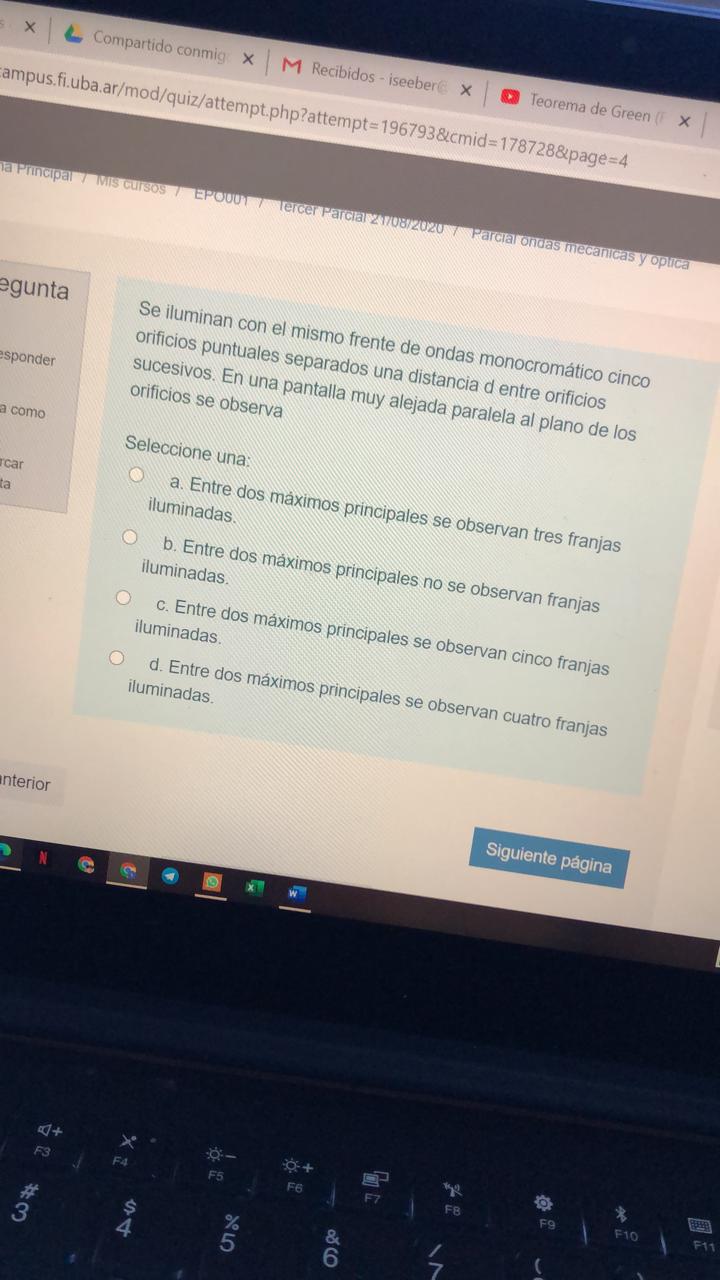 Compartido conmig
Recibidos - iseeber@
Teorema de Green (F
campus.fi.uba.ar/mod/quiz/attempt.php?attempt=196793&cmid=178728&page=4
na Principal / Mis cursos / EPO001 / Tercer Parcial 21/08/2020 / Parcial ondas mecánicas y óptica
egunta
esponder
a como
rcar
ta
Se iluminan con el mismo frente de ondas monocromático cinco
orificios puntuales separados una distancia d entre orificios
sucesivos. En una pantalla muy alejada paralela al plano de los
orificios se observa
Seleccione una:
a. Entre dos máximos principales se observan tres franjas
iluminadas.
b. Entre dos máximos principales no se observan franjas
iluminadas.
c. Entre dos máximos principales se observan cinco franjas
iluminadas.
d. Entre dos máximos principales se observan cuatro franjas
iluminadas.
anterior
Siguiente página
F3
F4
F5
F6
F7
F8
F9
F10
F11
# $ % & / (
3 4 5 6 7